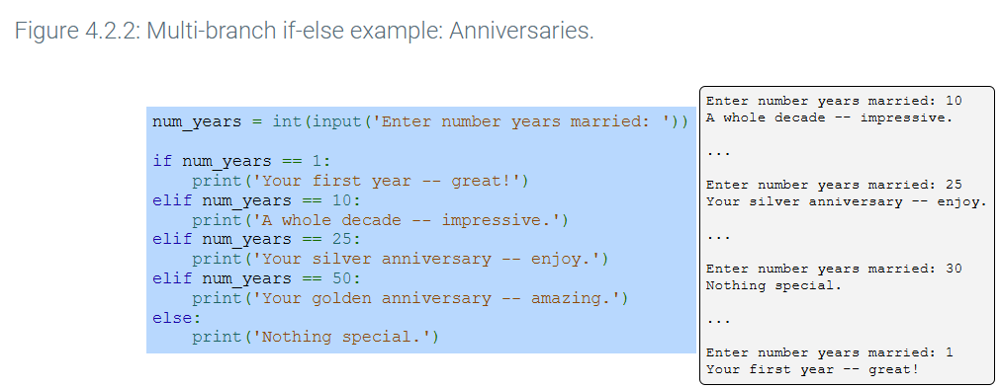 Figure 4.2.2: Multi-branch if-else example: Anniversaries.
num_years = int(input('Enter number years married: '))
if num_years == 1:
    print('Your first year -- great!')
elif num_years == 10:
    print('A whole decade -- impressive.')
elif num_years == 25:
    print('Your silver anniversary -- enjoy.')
elif num_years == 50:
    print('Your golden anniversary -- amazing.')
else:
    print('Nothing special.')
Enter number years married: 10
A whole decade -- impressive.
...
Enter number years married: 25
Your silver anniversary -- enjoy.
...
Enter number years married: 30
Nothing special.
...
Enter number years married: 1
Your first year -- great!